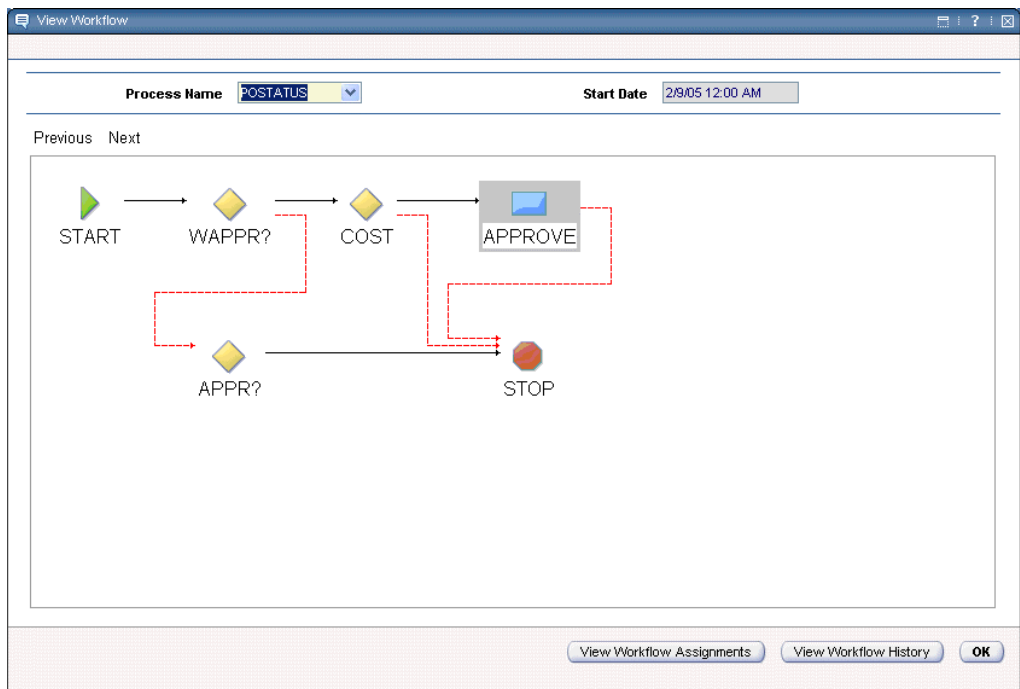 View Workflow
?
Process Name POSTATUS Start Date 2/9/05 12:00 AM
Previous Next
START WAPPR? COST APPROVE
APPR? STOP
View Workflow Assignments View Workflow History OK